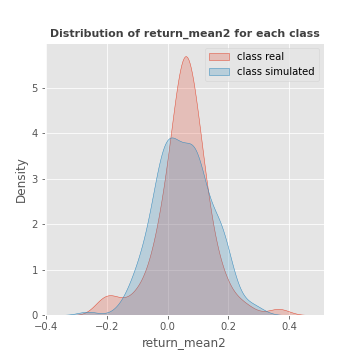 Distribution of return_mean2 for each class
class real
class simulated
Density
5
4
3
2
1
0
−0.4 −0.2 0.0 0.2 0.4
return_mean2